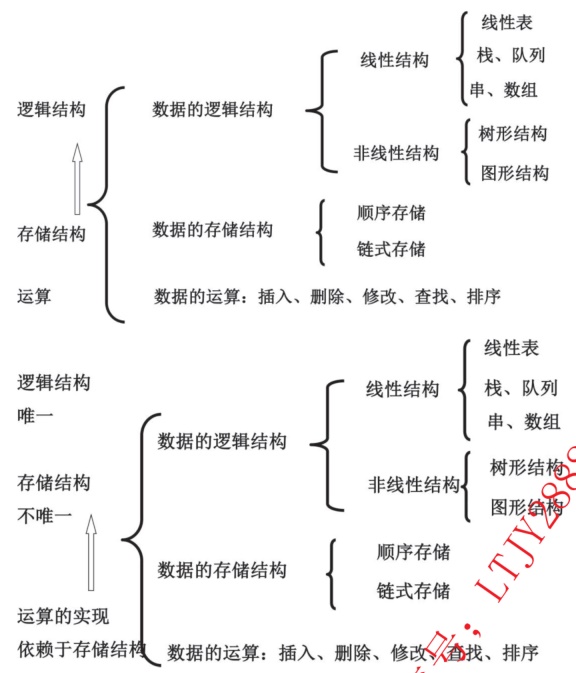 线性表
线性结构
栈、队列
串、数组
逻辑结构
数据的逻辑结构
树形结构
非线性结构
图形结构
顺序存储
存储结构
数据的存储结构
链式存储
运算
数据的运算：插入、删除、修改、查找、排序
线性表
逻辑结构
线性结构
栈、队列
唯一
串、数组
数据的逻辑结构
树形结构
存储结构
非线性结构
图形结构
不唯一
顺序存储
数据的存储结构
链式存储
运算的实现
依赖于存储结构
数据的运算：插入、删除、修改、查找、排序
号；LTJY2888